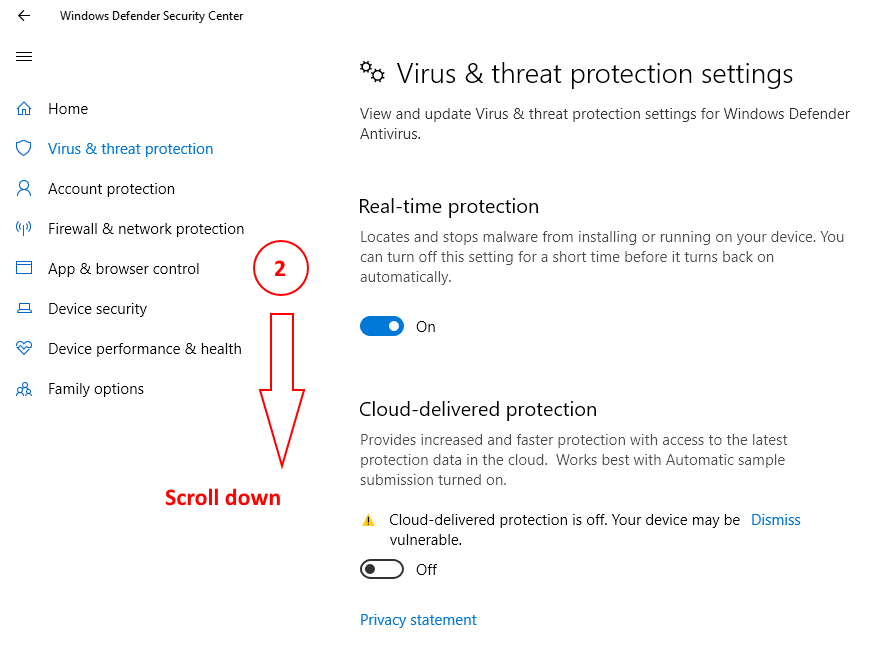 Windows Defender Security Center
Home
Virus & threat protection
Account protection
Firewall & network protection
App & browser control
Device security
Device performance & health
Family options
2
Scroll down
Virus & threat protection settings
View and update Virus & threat protection settings for Windows Defender
Antivirus.
Real-time protection
Locates and stops malware from installing or running on your device. You
can turn off this setting for a short time before it turns back on
automatically.
On
Cloud-delivered protection
Provides increased and faster protection with access to the latest
protection data in the cloud. Works best with Automatic sample
submission turned on.
Cloud-delivered protection is off. Your device may be Dismiss
vulnerable.
Off
Privacy statement